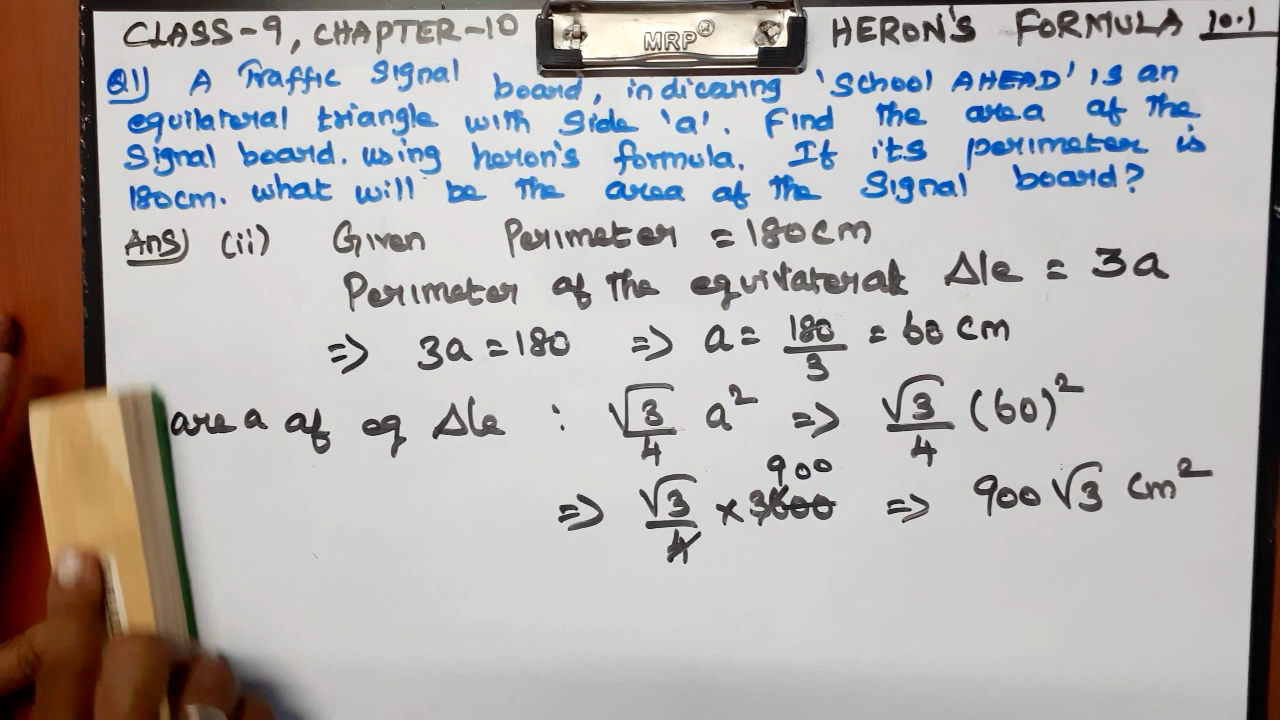 CLASS-9, CHAPTER-10 MRP® HERON'S FORMULA 10.1
Q1) A Traffic Signal board, indicating 'School AHEAD' is an
equilateral triangle with Side 'a'. Find the area of the
Signal board. using heron's formula. If its perimeter is
180cm. what will be the area of the Signal board?
Ans) (ii) Given Perimeter = 180cm
Perimeter of the equilateral Δle = 3a
=> 3a = 180 => a = 180/3 = 60 cm
area of eq Δle : √3/4 a² => √3/4 (60)²
900
=> √3/4 × 3600 => 900√3 cm²